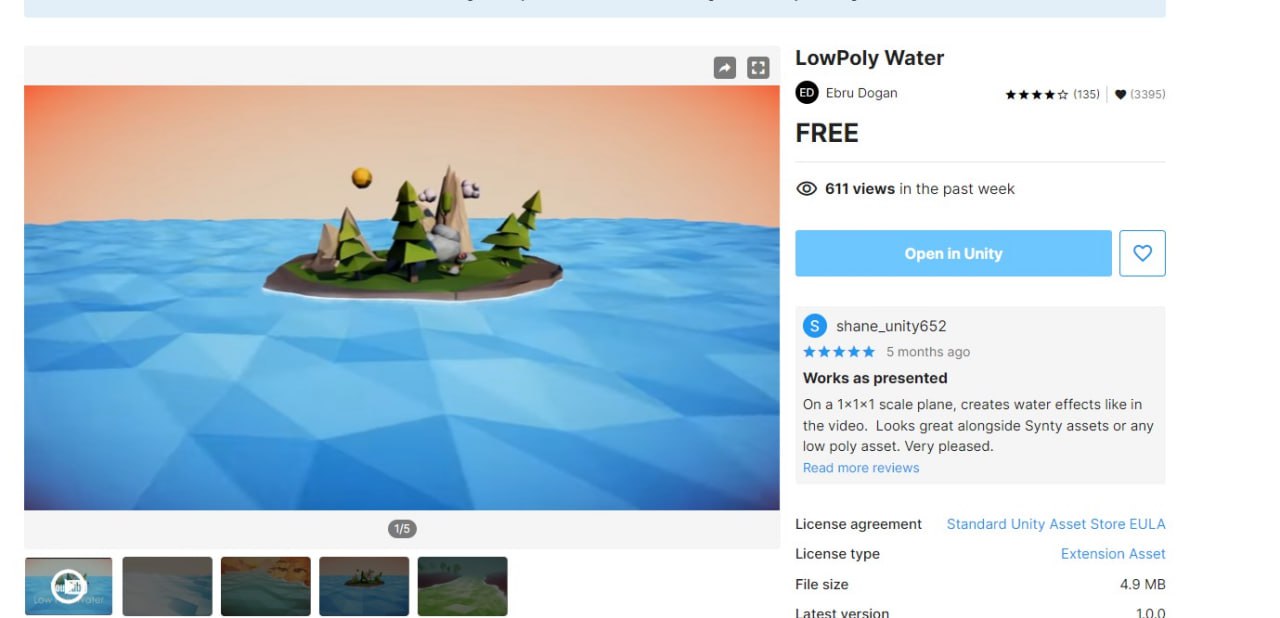 LowPoly Water
ED Ebru Dogan
(135) (3395)
FREE
611 views in the past week
Open in Unity
S shane_unity652
5 months ago
Works as presented
On a 1x1x1 scale plane, creates water effects like in
the video. Looks great alongside Synty assets or any
low poly asset. Very pleased.
Read more reviews
1/5
License agreement Standard Unity Asset Store EULA
License type Extension Asset
File size 4.9 MB
Latest version 1.0.0